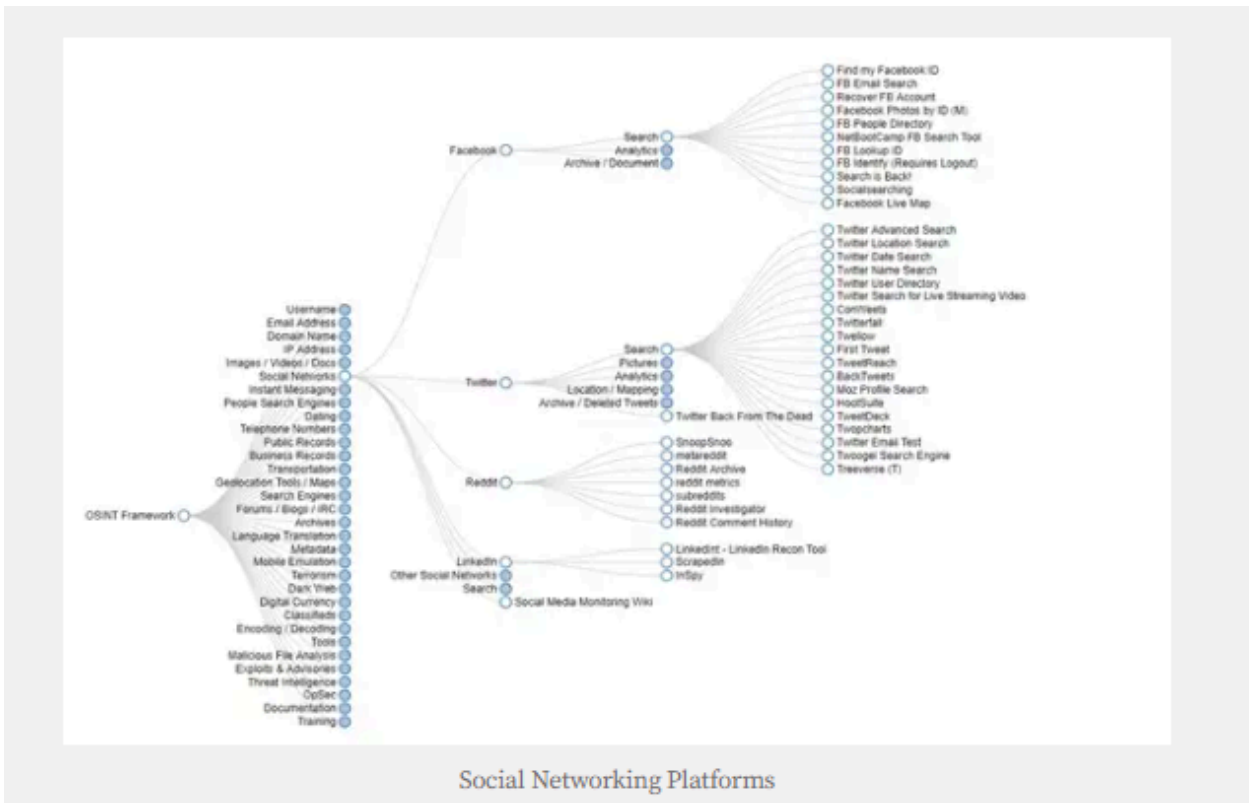 OSINT Framework
Username
Email Address
Domain Name
IP Address
Images / Videos / Docs
Social Networks
Instant Messaging
People Search Engines
Dating
Telephone Numbers
Public Records
Business Records
Transportation
Geolocation Tools / Maps
Search Engines
Forums / Blogs / IRC
Archives
Language Translation
Metadata
Mobile Emulation
Terrorism
Dark Web
Digital Currency
Classifieds
Encoding / Decoding
Tools
Malicious File Analysis
Exploits & Advisories
Threat Intelligence
OpSec
Documentation
Training
Facebook
Twitter
Reddit
LinkedIn
Other Social Networks
Search
Social Media Monitoring Wiki
Search
Analytics
Archive / Document
Find my Facebook ID
FB Email Search
Recover FB Account
Facebook Photos by ID (M)
FB People Directory
NetBootCamp FB Search Tool
FB Lookup ID
FB Identify (Requires Logout)
Search is Back!
Socialsearching
Facebook Live Map
Search
Pictures
Analytics
Location / Mapping
Archive / Deleted Tweets
Twitter Back From The Dead
Twitter Advanced Search
Twitter Location Search
Twitter Date Search
Twitter Name Search
Twitter User Directory
Twitter Search for Live Streaming Video
ComWeets
Twitterfall
Twellow
First Tweet
TweetReach
BackTweets
Moz Profile Search
HootSuite
TweetDeck
Twopcharts
Twitter Email Test
Twoogel Search Engine
Treeverse (T)
SnoopSnoo
metareddit
Reddit Archive
reddit metrics
subreddits
Reddit Investigator
Reddit Comment History
LinkedInt - LinkedIn Recon Tool
ScrapedIn
InSpy
Social Networking Platforms